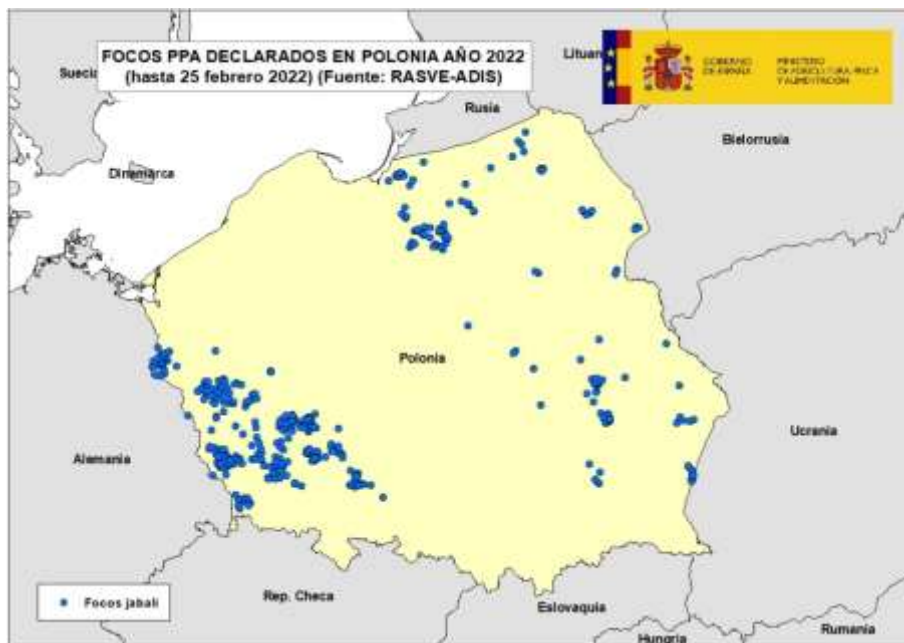 FOCOS PPA DECLARADOS EN POLONIA AÑO 2022
(hasta 25 febrero 2022) (Fuente: RASVE-ADIS)
Suecia
Lituan
GOBIERNO
DE ESPAÑA
MINISTERIO
DE AGRICULTURA, PESCA
Y ALIMENTACIÓN
Rusia
Bielorrusia
Dinamarca
Polonia
Alemania
Ucrania
Focos jabalí
Rep. Checa
Eslovaquia
Hungría
Rumania